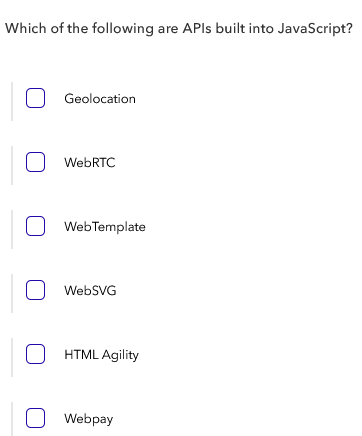 Which of the following are APIs built into JavaScript?
Geolocation
WebRTC
WebTemplate
WebSVG
HTML Agility
Webpay